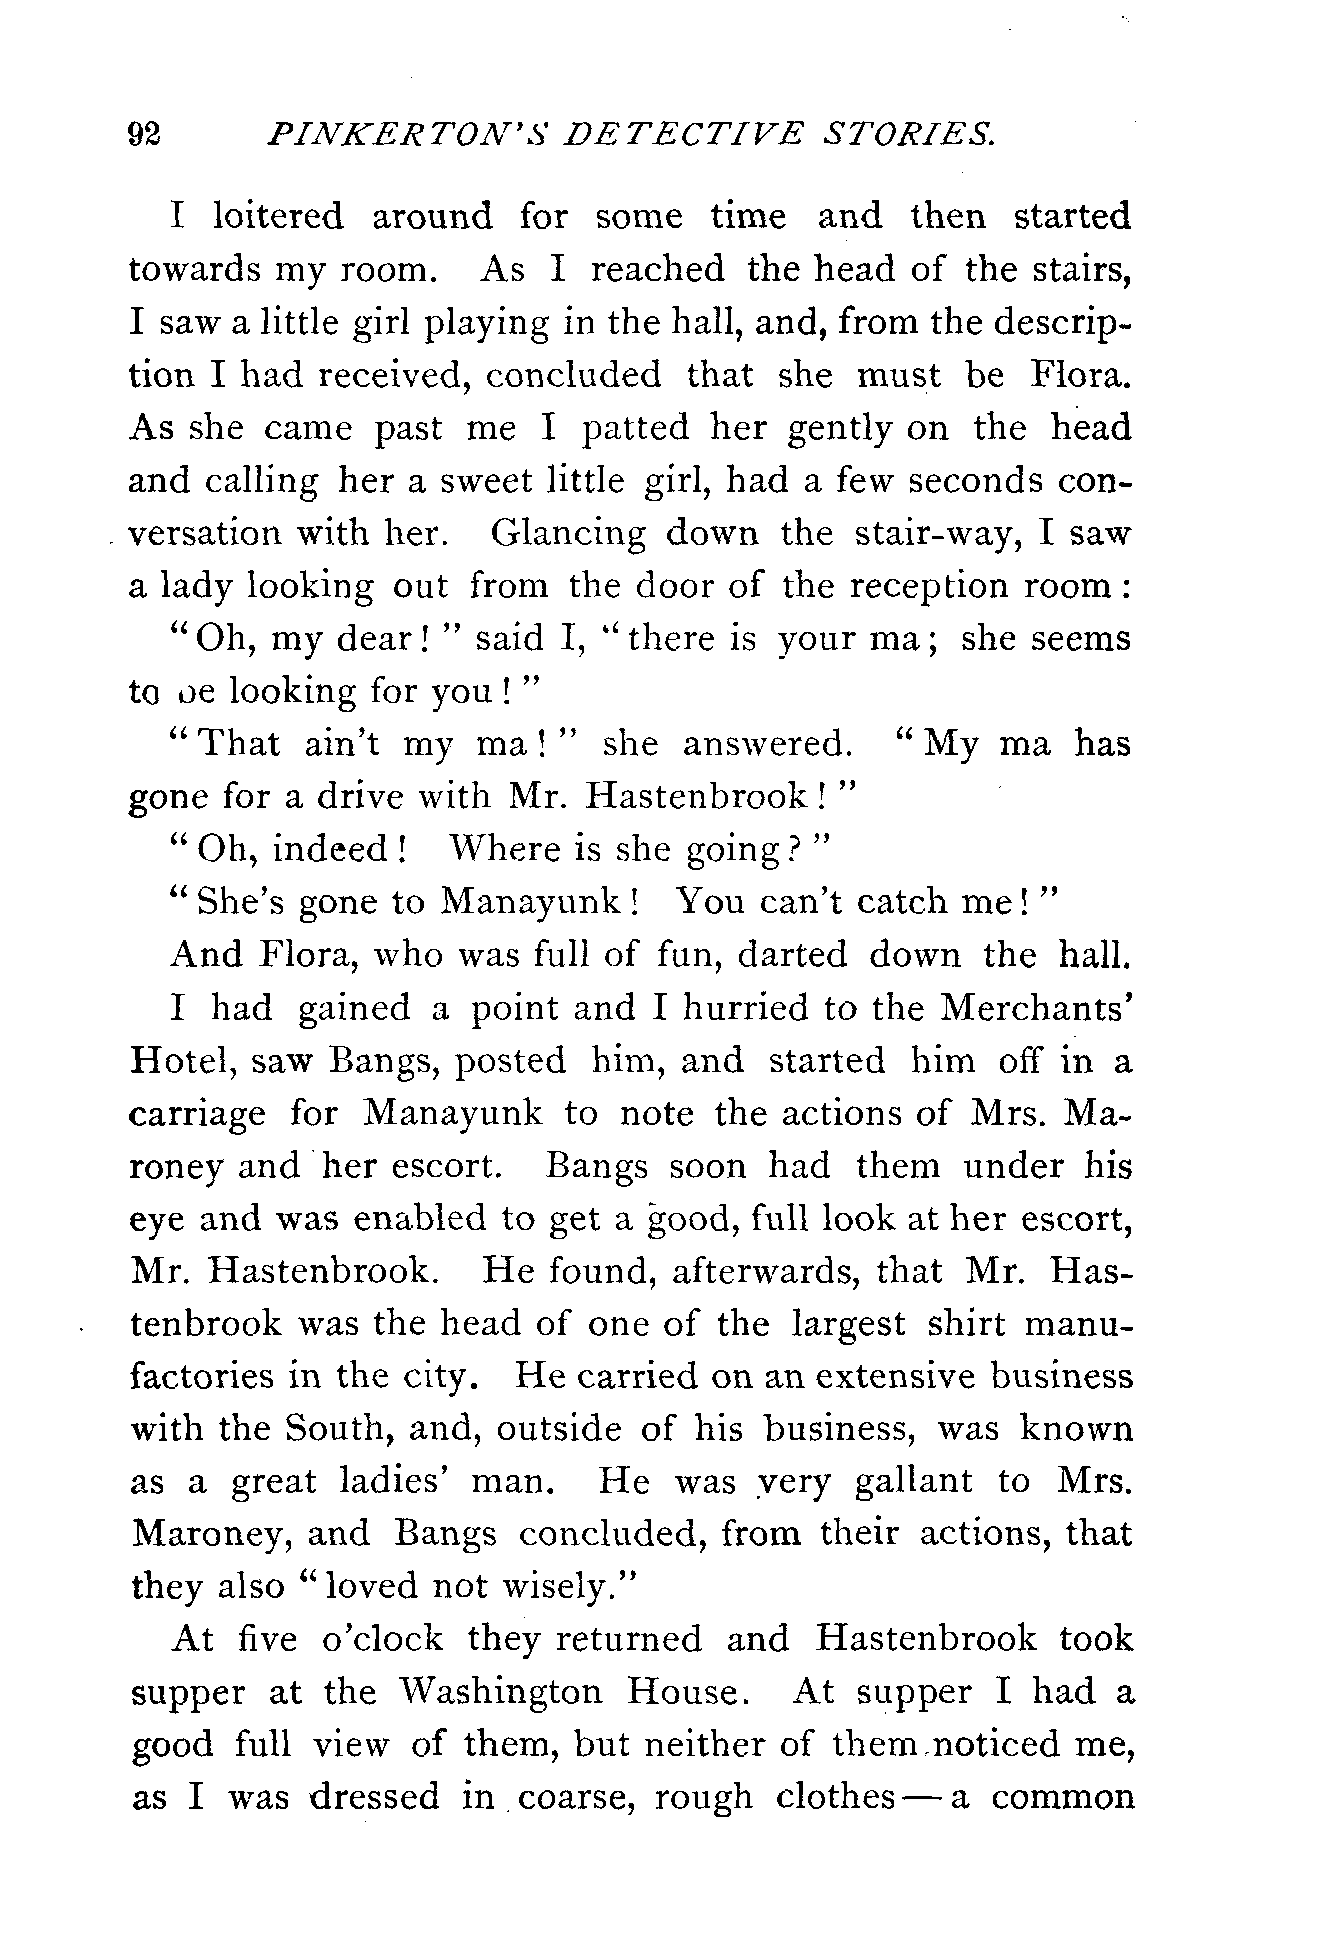 92 PINKERTON'S DETECTIVE STORIES.
I loitered around for some time and then started
towards my room. As I reached the head of the stairs,
I saw a little girl playing in the hall, and, from the descrip-
tion I had received, concluded that she must be Flora.
As she came past me I patted her gently on the head
and calling her a sweet little girl, had a few seconds con-
versation with her. Glancing down the stair-way, I saw
a lady looking out from the door of the reception room :
"Oh, my dear! " said I, "there is your ma; she seems
to be looking for you ! "
" That ain't my ma! " she answered. " My ma has
gone for a drive with Mr. Hastenbrook ! "
" Oh, indeed ! Where is she going? "
" She's gone to Manayunk! You can't catch me! "
And Flora, who was full of fun, darted down the hall.
I had gained a point and I hurried to the Merchants'
Hotel, saw Bangs, posted him, and started him off in a
carriage for Manayunk to note the actions of Mrs. Ma-
roney and her escort. Bangs soon had them under his
eye and was enabled to get a good, full look at her escort,
Mr. Hastenbrook. He found, afterwards, that Mr. Has-
tenbrook was the head of one of the largest shirt manu-
factories in the city. He carried on an extensive business
with the South, and, outside of his business, was known
as a great ladies' man. He was very gallant to Mrs.
Maroney, and Bangs concluded, from their actions, that
they also "loved not wisely."
At five o'clock they returned and Hastenbrook took
supper at the Washington House. At supper I had a
good full view of them, but neither of them noticed me,
as I was dressed in coarse, rough clothes— a common